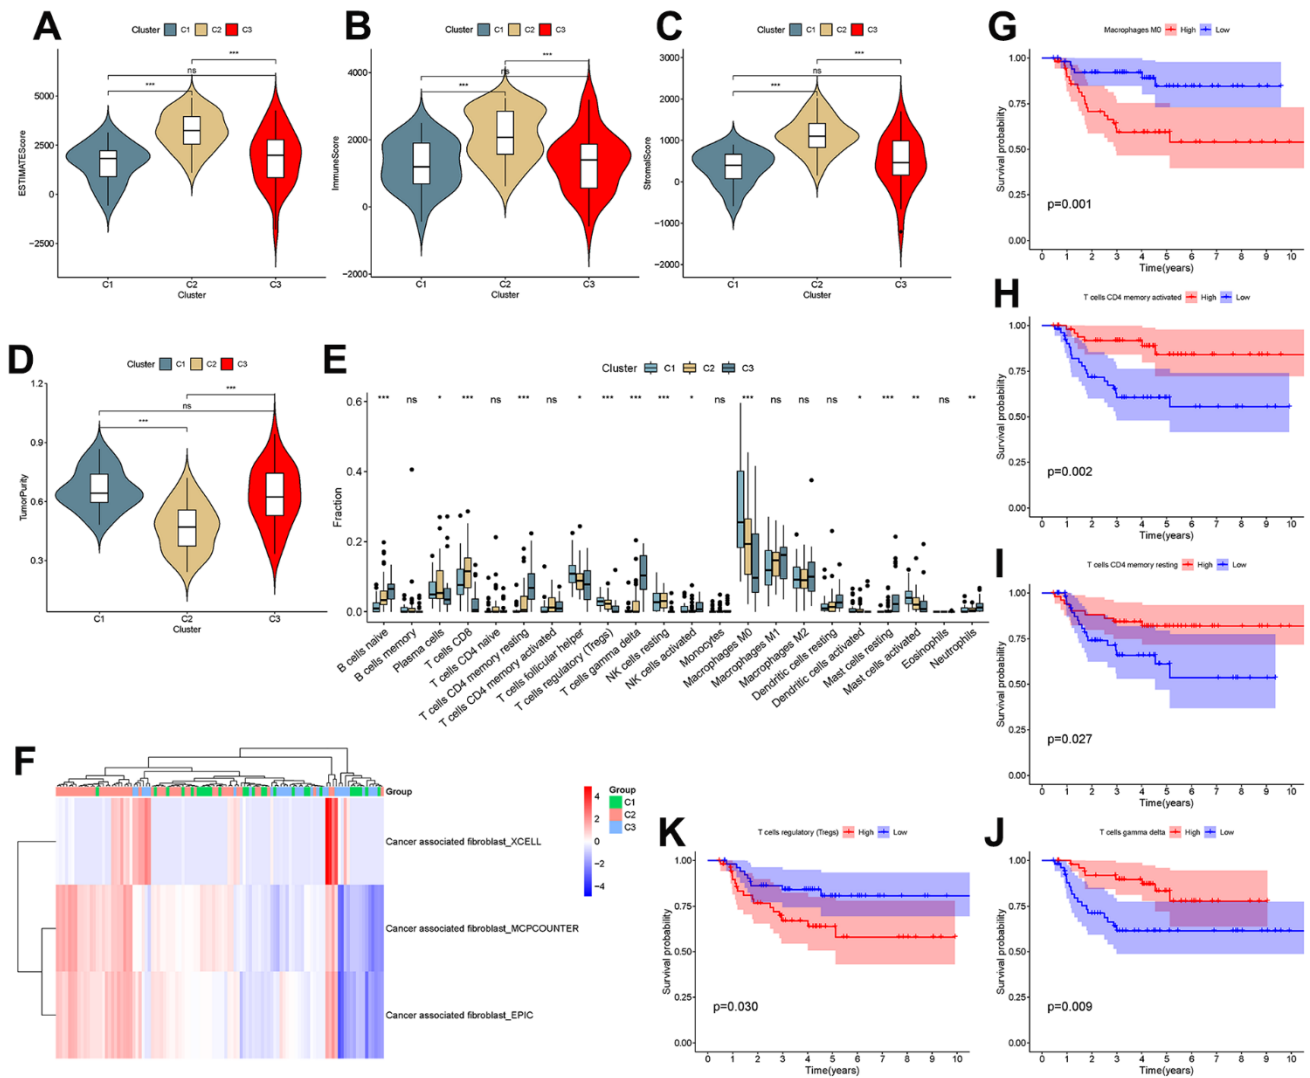 A
Cluster C1 C2 C3
ESTIMATEScore
5000
2500
0
−2500
***
ns
***
C1 C2 C3
Cluster
B
Cluster C1 C2 C3
ImmuneScore
4000
2000
0
−2000
***
ns
***
C1 C2 C3
Cluster
C
Cluster C1 C2 C3
StromalScore
3000
2000
1000
0
−1000
−2000
***
ns
***
C1 C2 C3
Cluster
D
Cluster C1 C2 C3
TumorPurity
1.2
0.9
0.6
0.3
***
ns
***
C1 C2 C3
Cluster
E
Cluster C1 C2 C3
Fraction
0.6
0.4
0.2
0.0
*** ns * *** ns *** ns * *** *** *** * ns *** ns ns ns * *** ** ns **
B cells naive
B cells memory
Plasma cells
T cells CD8
T cells CD4 naive
T cells CD4 memory resting
T cells CD4 memory activated
T cells follicular helper
T cells regulatory (Tregs)
T cells gamma delta
NK cells resting
NK cells activated
Monocytes
Macrophages M0
Macrophages M1
Macrophages M2
Dendritic cells resting
Dendritic cells activated
Mast cells resting
Mast cells activated
Eosinophils
Neutrophils
F
Group
Cancer associated fibroblast_XCELL
Cancer associated fibroblast_MCPCOUNTER
Cancer associated fibroblast_EPIC
4
2
0
−2
−4
Group
C1
C2
C3
G
Macrophages M0 High Low
Survival probability
1.00
0.75
0.50
0.25
0.00
p=0.001
0 1 2 3 4 5 6 7 8 9 10
Time(years)
H
T cells CD4 memory activated High Low
Survival probability
1.00
0.75
0.50
0.25
0.00
p=0.002
0 1 2 3 4 5 6 7 8 9 10
Time(years)
I
T cells CD4 memory resting High Low
Survival probability
1.00
0.75
0.50
0.25
0.00
p=0.027
0 1 2 3 4 5 6 7 8 9 10
Time(years)
K
T cells regulatory (Tregs) High Low
Survival probability
1.00
0.75
0.50
0.25
0.00
p=0.030
0 1 2 3 4 5 6 7 8 9 10
Time(years)
J
T cells gamma delta High Low
Survival probability
1.00
0.75
0.50
0.25
0.00
p=0.009
0 1 2 3 4 5 6 7 8 9 10
Time(years)